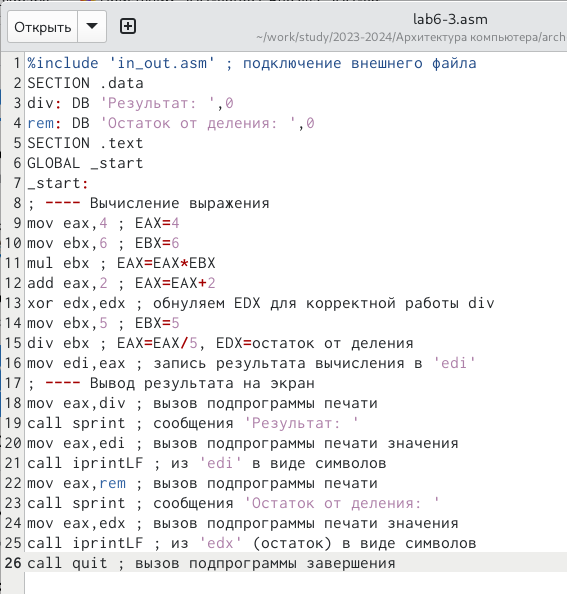 Открыть
lab6-3.asm
~/work/study/2023-2024/Архитектура компьютера/arch
1 %include 'in_out.asm' ; подключение внешнего файла
2 SECTION .data
3 div: DB 'Результат: ',0
4 rem: DB 'Остаток от деления: ',0
5 SECTION .text
6 GLOBAL _start
7 _start:
8 ; ---- Вычисление выражения
9 mov eax,4 ; EAX=4
10 mov ebx,6 ; EBX=6
11 mul ebx ; EAX=EAX*EBX
12 add eax,2 ; EAX=EAX+2
13 xor edx,edx ; обнуляем EDX для корректной работы div
14 mov ebx,5 ; EBX=5
15 div ebx ; EAX=EAX/5, EDX=остаток от деления
16 mov edi,eax ; запись результата вычисления в 'edi'
17 ; ---- Вывод результата на экран
18 mov eax,div ; вызов подпрограммы печати
19 call sprint ; сообщения 'Результат: '
20 mov eax,edi ; вызов подпрограммы печати значения
21 call iprintLF ; из 'edi' в виде символов
22 mov eax,rem ; вызов подпрограммы печати
23 call sprint ; сообщения 'Остаток от деления: '
24 mov eax,edx ; вызов подпрограммы печати значения
25 call iprintLF ; из 'edx' (остаток) в виде символов
26 call quit ; вызов подпрограммы завершения